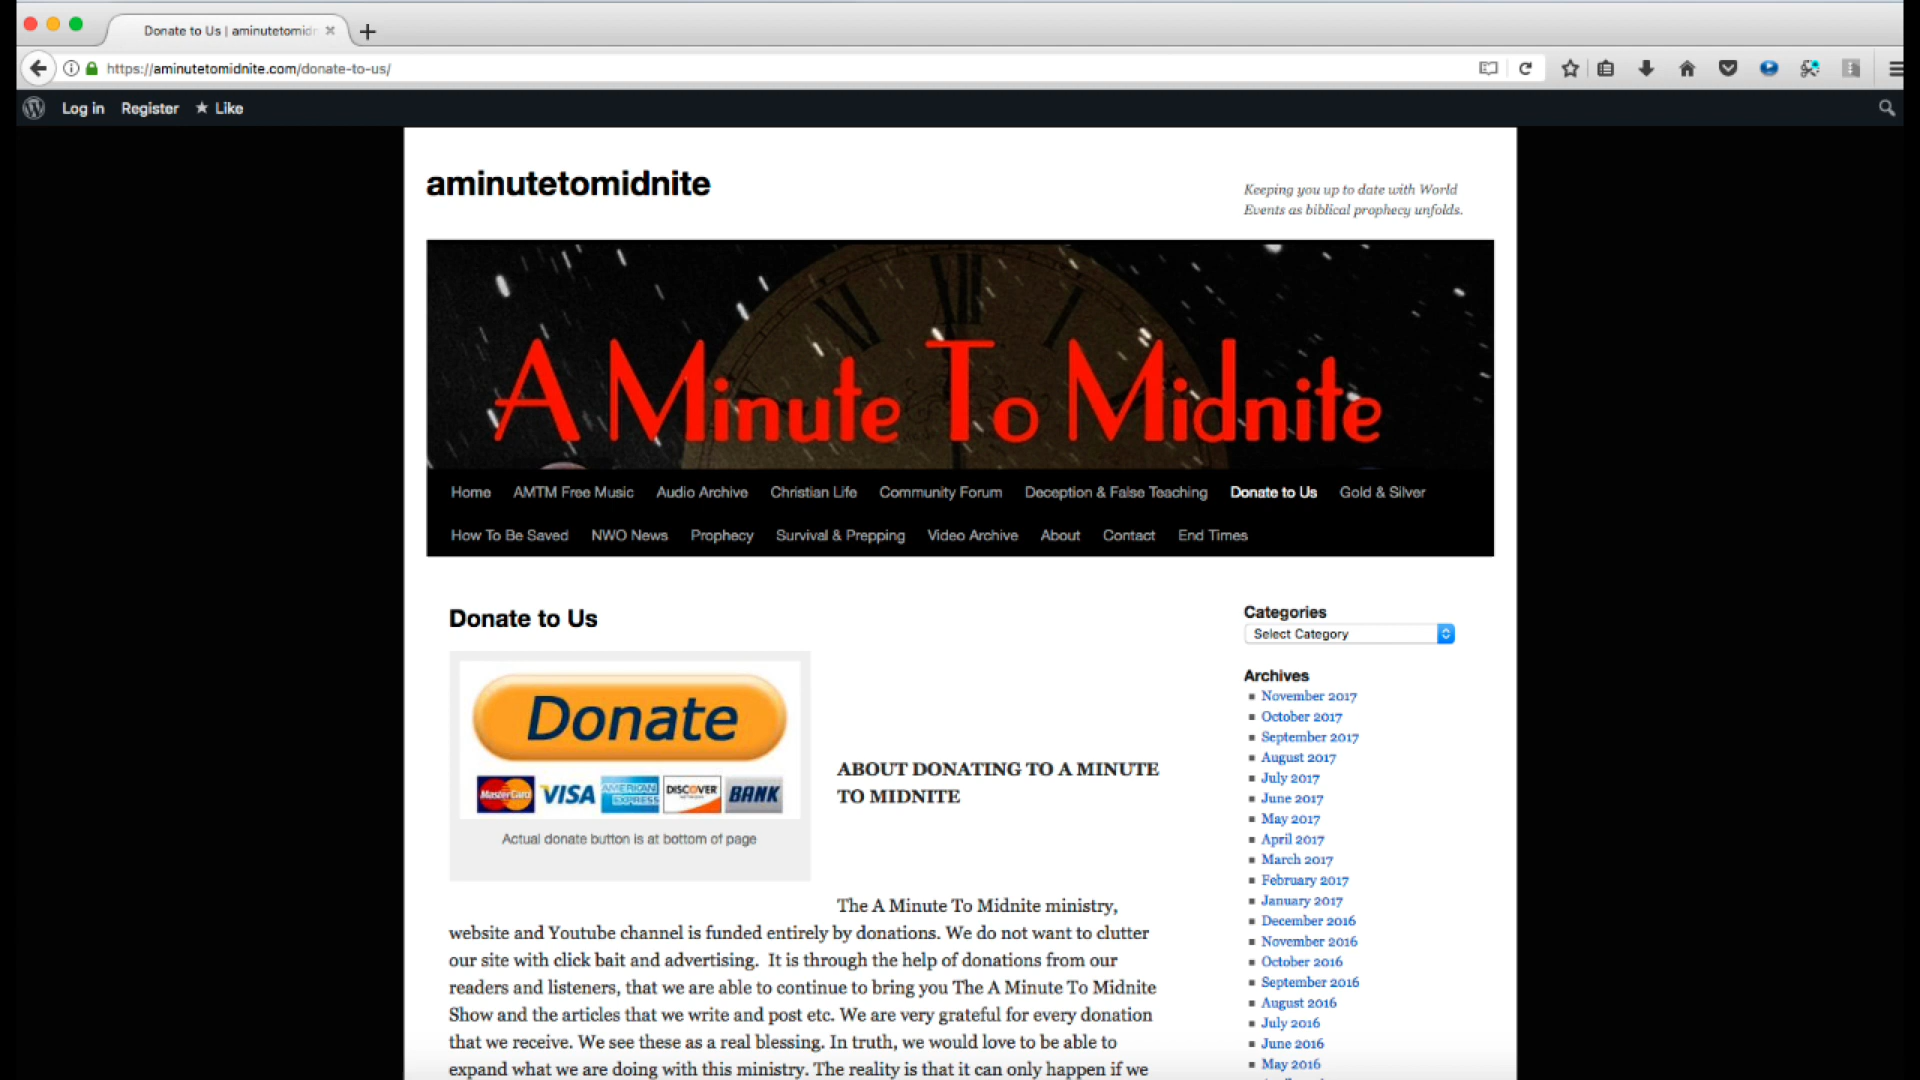 Donate to Us | aminutetomidn
https://aminutetomidnite.com/donate-to-us/
Log in Register ★ Like
aminutetomidnite
Keeping you up to date with World
Events as biblical prophecy unfolds.
A Minute To Midnite
Home AMTM Free Music Audio Archive Christian Life Community Forum Deception & False Teaching Donate to Us Gold & Silver
How To Be Saved NWO News Prophecy Survival & Prepping Video Archive About Contact End Times
Donate to Us
Donate
MasterCard VISA AMERICAN EXPRESS DISCOVER BANK
Actual donate button is at bottom of page
ABOUT DONATING TO A MINUTE
TO MIDNITE
The A Minute To Midnite ministry,
website and Youtube channel is funded entirely by donations. We do not want to clutter
our site with click bait and advertising.  It is through the help of donations from our
readers and listeners, that we are able to continue to bring you The A Minute To Midnite
Show and the articles that we write and post etc. We are very grateful for every donation
that we receive. We see these as a real blessing. In truth, we would love to be able to
expand what we are doing with this ministry. The reality is that it can only happen if we
Categories
Select Category
Archives
November 2017
October 2017
September 2017
August 2017
July 2017
June 2017
May 2017
April 2017
March 2017
February 2017
January 2017
December 2016
November 2016
October 2016
September 2016
August 2016
July 2016
June 2016
May 2016